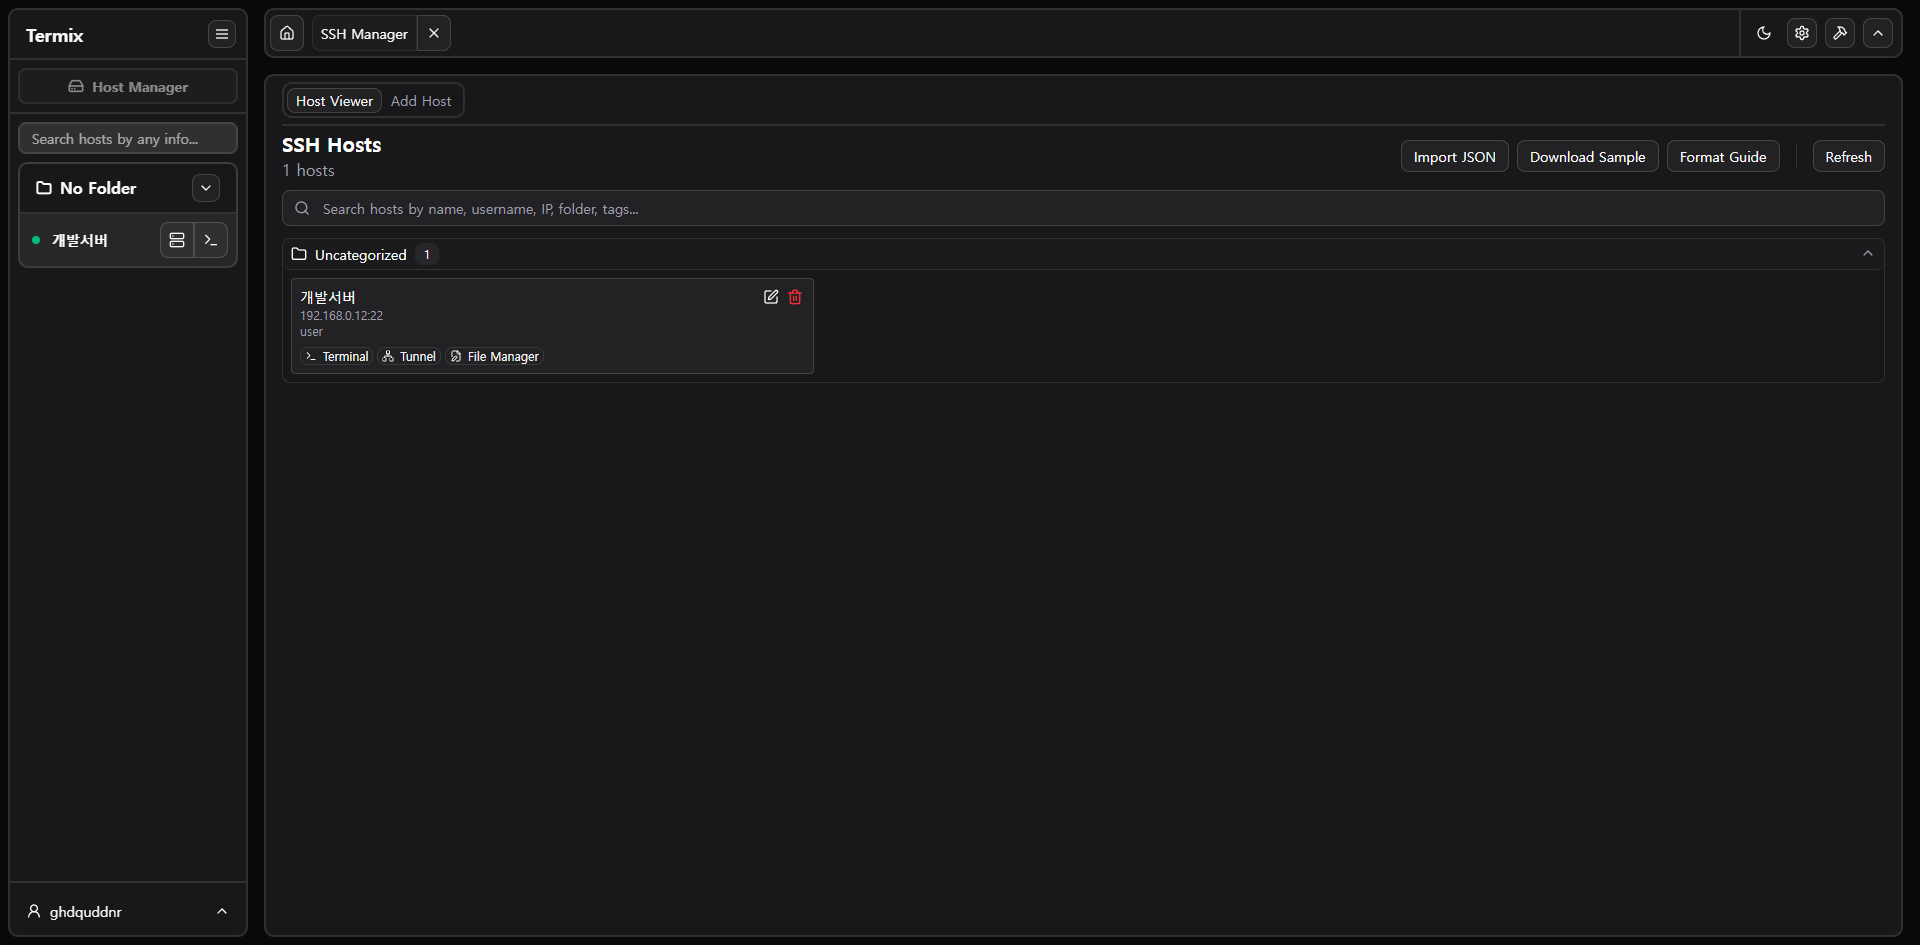 Termix
Host Manager
Search hosts by any info...
No Folder
개발서버
ghdquddnr
SSH Manager
Host Viewer
Add Host
SSH Hosts
1 hosts
Import JSON
Download Sample
Format Guide
Refresh
Search hosts by name, username, IP, folder, tags...
Uncategorized 1
개발서버
192.168.0.12:22
user
Terminal Tunnel File Manager